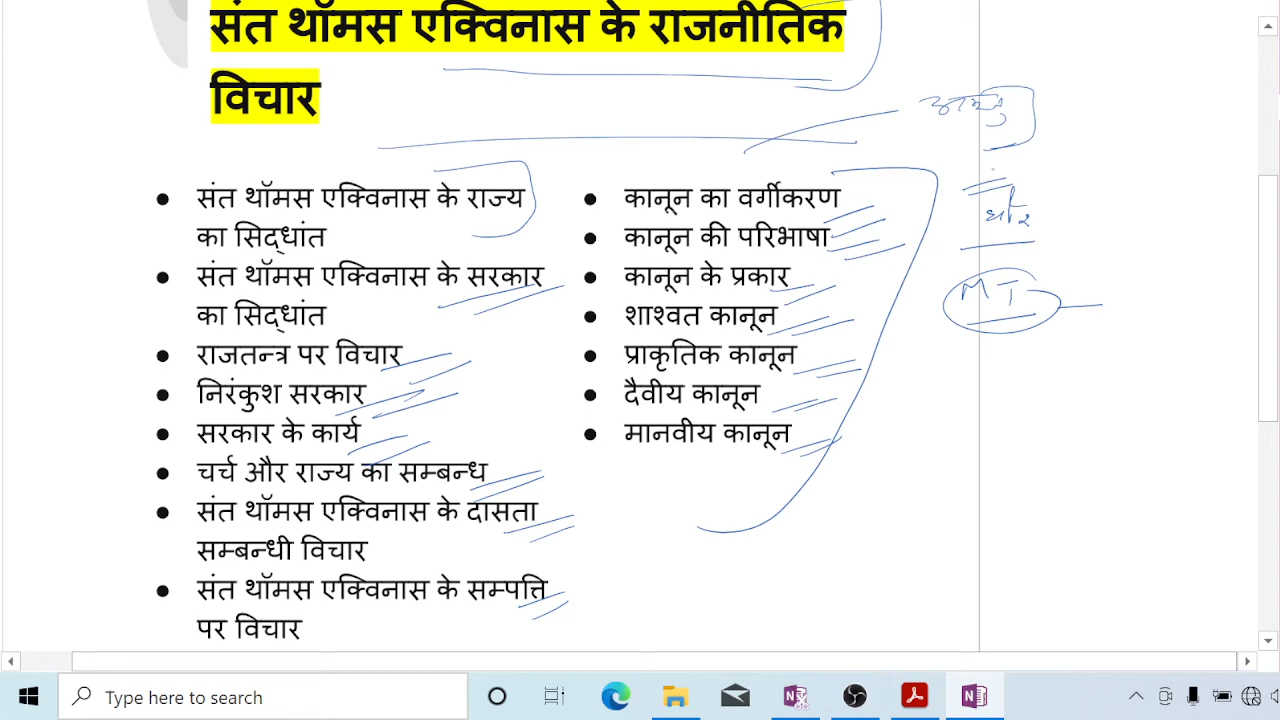 संत थॉमस एक्विनास के राजनीतिक
विचार
संत थॉमस एक्विनास के राज्य
का सिद्धांत
संत थॉमस एक्विनास के सरकार
का सिद्धांत
राजतन्त्र पर विचार
निरंकुश सरकार
सरकार के कार्य
चर्च और राज्य का सम्बन्ध
संत थॉमस एक्विनास के दासता
सम्बन्धी विचार
संत थॉमस एक्विनास के सम्पत्ति
पर विचार
कानून का वर्गीकरण
कानून की परिभाषा
कानून के प्रकार
शाश्वत कानून
प्राकृतिक कानून
दैवीय कानून
मानवीय कानून
MT
Type here to search